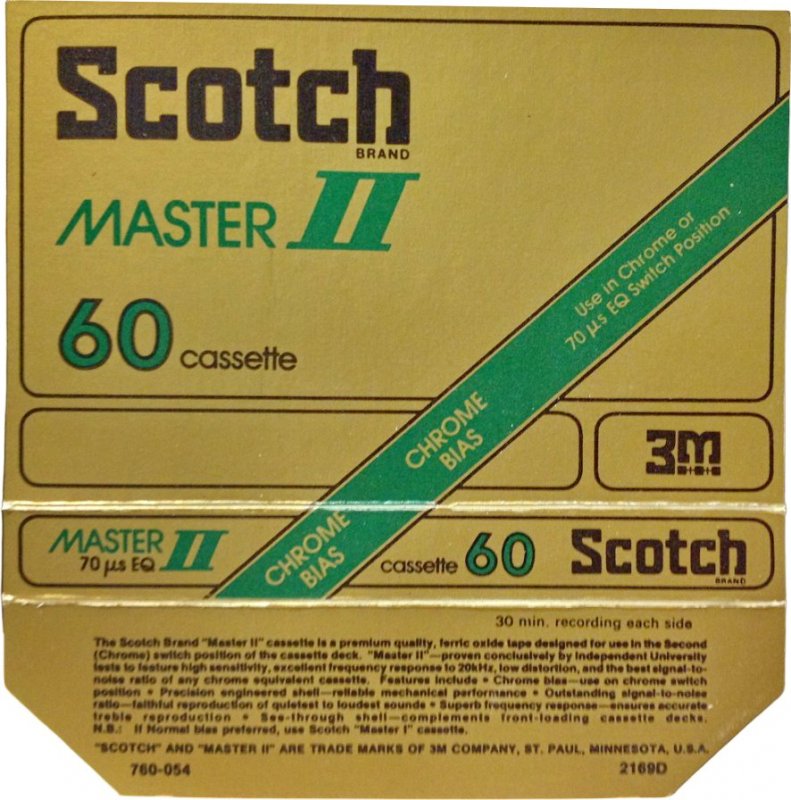 Scotch
BRAND
MASTER II
60 cassette
Use in Chrome or
70 µs EQ Switch Position
CHROME
BIAS
3M
CHROME
BIAS
MASTER II
70 µs EQ
cassette 60
Scotch
BRAND
30 min. recording each side
The Scotch Brand "Master II" cassette is a premium quality, ferric oxide tape designed for use in the Second
(Chrome) switch position of the cassette deck. "Master II"—proven conclusively by Independent University
tests to feature high sensitivity, excellent frequency response to 20kHz, low distortion, and the best signal-to-
noise ratio of any chrome equivalent cassette. Features include • Chrome bias—use on chrome switch
position • Precision engineered shell—reliable mechanical performance • Outstanding signal-to-noise
ratio—faithful reproduction of quietest to loudest sounds • Superb frequency response—ensures accurate
treble reproduction • See-through shell—complements front-loading cassette decks.
N.B.: If Normal bias preferred, use Scotch "Master I" cassette.
"SCOTCH" AND "MASTER II" ARE TRADE MARKS OF 3M COMPANY, ST. PAUL, MINNESOTA, U.S.A.
760-054
2169D